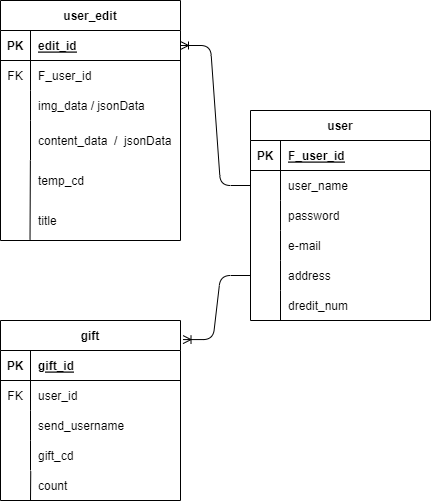 user_edit
PK edit_id
FK F_user_id
img_data / jsonData
content_data / jsonData
temp_cd
title
user
PK F_user_id
user_name
password
e-mail
address
dredit_num
gift
PK gift_id
FK user_id
send_username
gift_cd
count